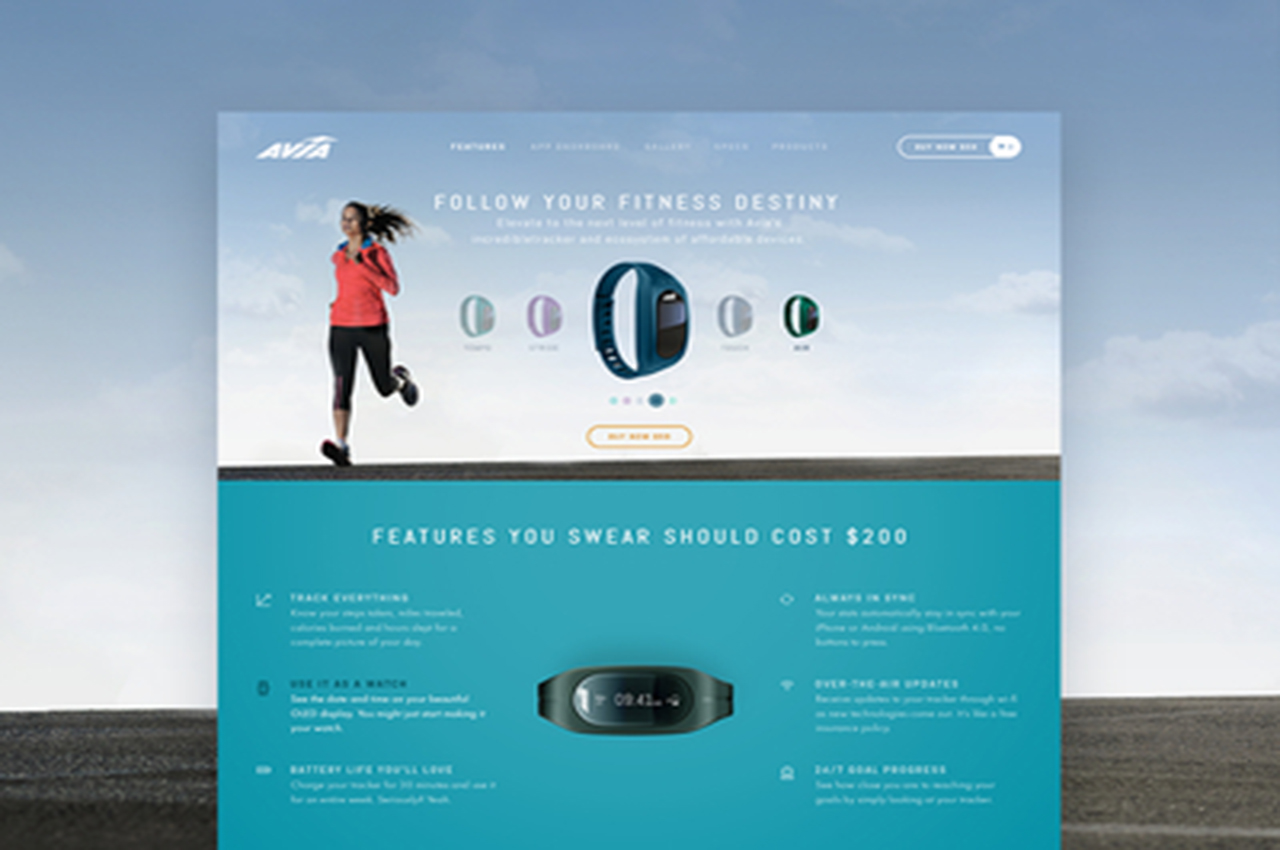 AVIA
FEATURES APP DASHBOARD GALLERY SPECS PRODUCTS
BUY NOW
FOLLOW YOUR FITNESS DESTINY
Elevate to the next level of fitness with Avia's
incredibletracker and ecosystem of affordable devices.
BUY NOW
FEATURES YOU SWEAR SHOULD COST $200
TRACK EVERYTHING
Know your steps taken, miles traveled,
calories burned and hours slept for a
complete picture of your day.
USE IT AS A WATCH
See the date and time on your beautiful
OLED display. You might just start making it
your watch.
BATTERY LIFE YOU'LL LOVE
Charge your tracker for 30 minutes and use it
for an entire week. Seriously? Yeah.
09:41
ALWAYS IN SYNC
Your stats automatically stay in sync with your
iPhone or Android using Bluetooth 4.0, no
buttons to press.
OVER-THE-AIR UPDATES
Receive updates to your tracker through wi-fi
as new technologies come out. It's like a free
insurance policy.
24/7 GOAL PROGRESS
See how close you are to reaching your
goals by simply looking at your tracker.